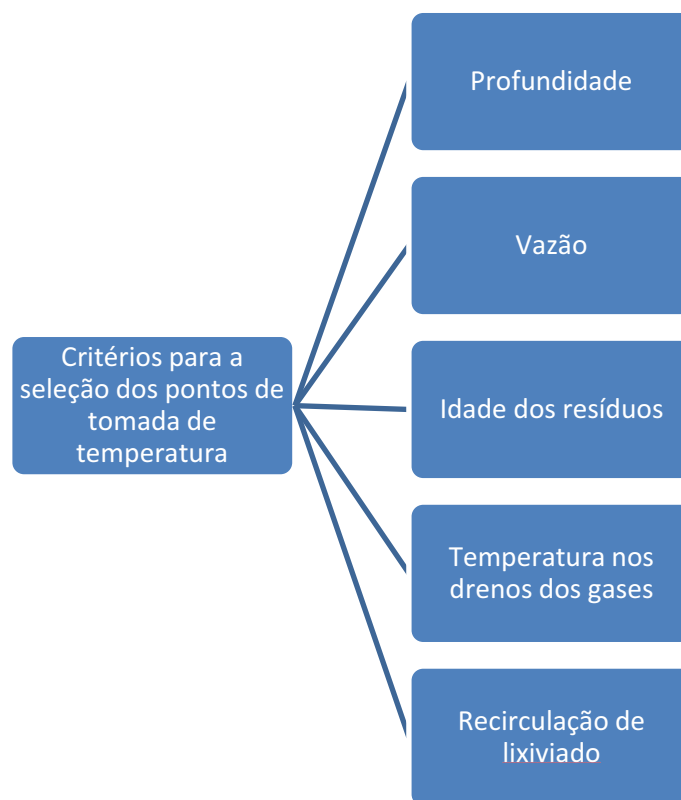 Critérios para a
seleção dos pontos de
tomada de
temperatura
Profundidade
Vazão
Idade dos resíduos
Temperatura nos
drenos dos gases
Recirculação de
lixiviado